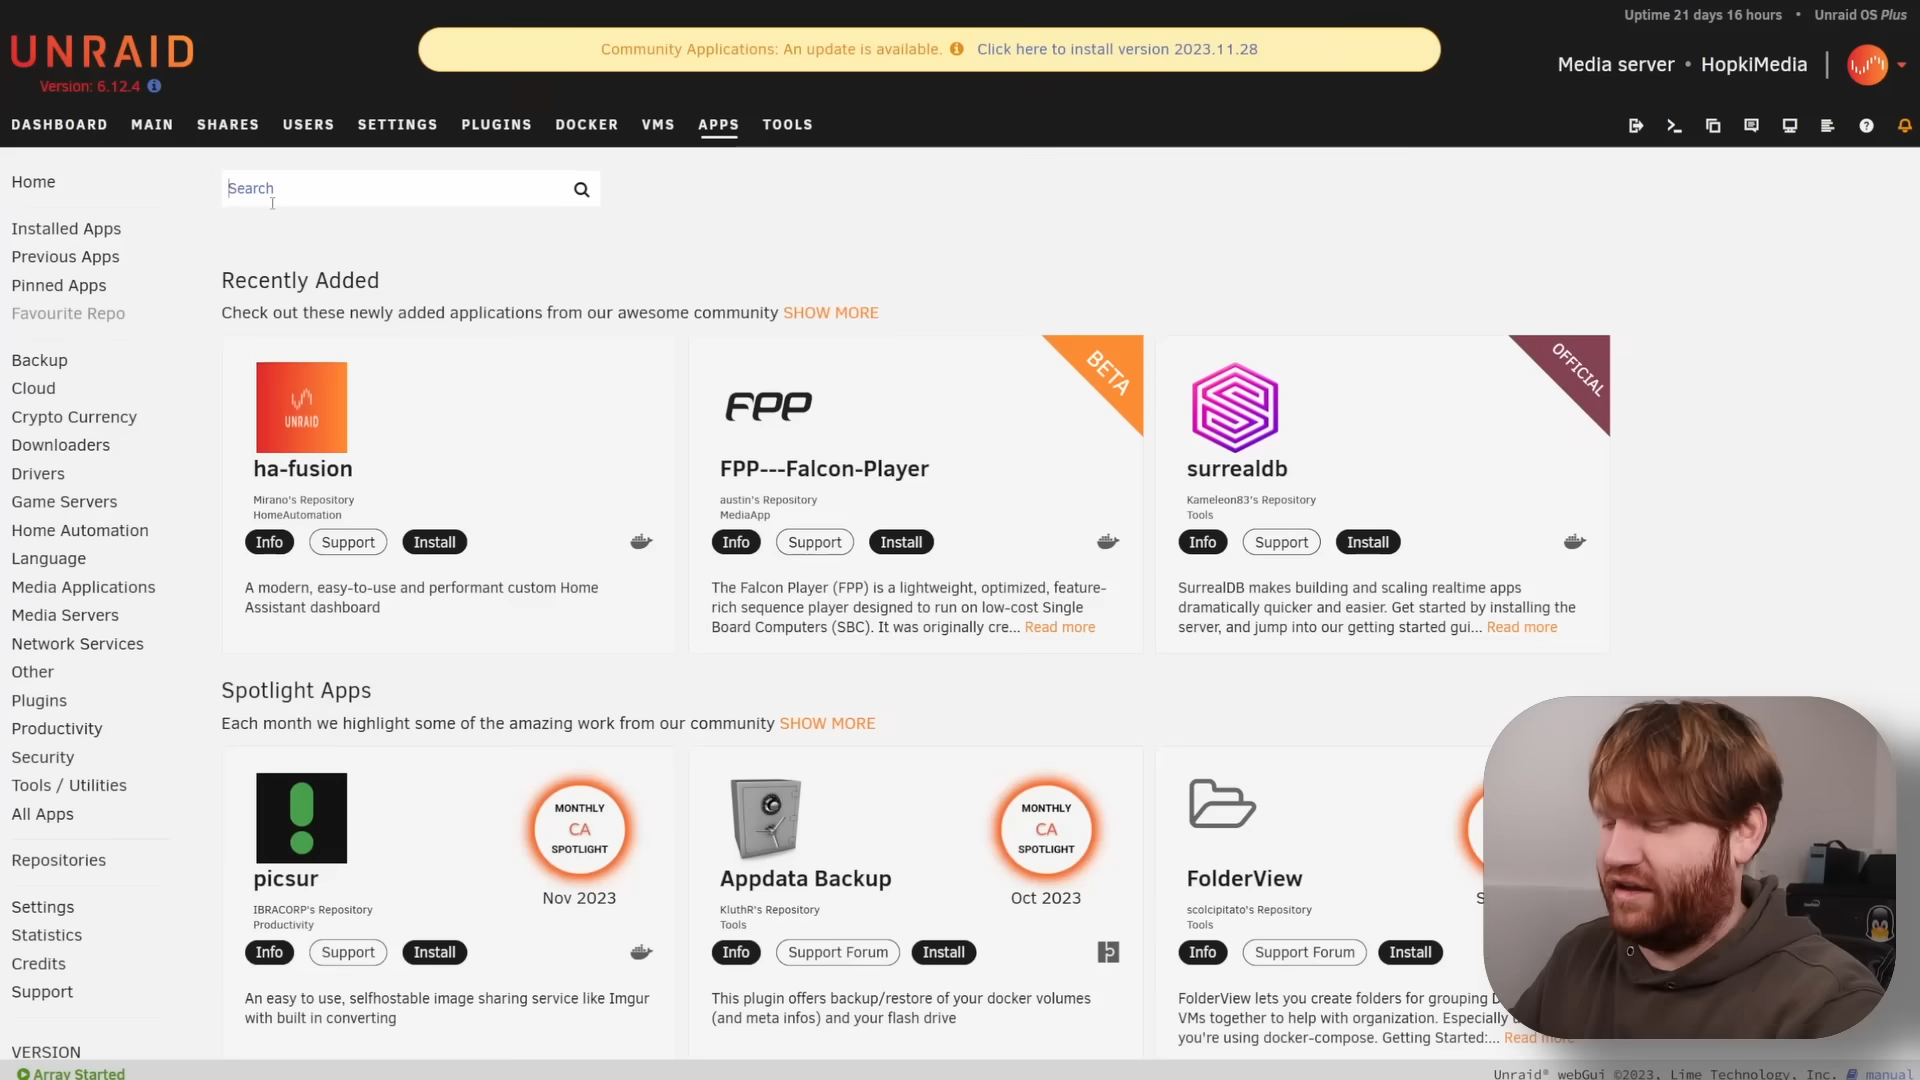 Uptime 21 days 16 hours • Unraid OS Plus
UNRAID
Version: 6.12.4
Community Applications: An update is available. Click here to install version 2023.11.28
Media server • HopkiMedia
DASHBOARD MAIN SHARES USERS SETTINGS PLUGINS DOCKER VMS APPS TOOLS
Home
Installed Apps
Previous Apps
Pinned Apps
Favourite Repo
Backup
Cloud
Crypto Currency
Downloaders
Drivers
Game Servers
Home Automation
Language
Media Applications
Media Servers
Network Services
Other
Plugins
Productivity
Security
Tools / Utilities
All Apps
Repositories
Settings
Statistics
Credits
Support
VERSION
Search
Recently Added
Check out these newly added applications from our awesome community SHOW MORE
UNRAID
ha-fusion
Mirano's Repository
HomeAutomation
Info Support Install
A modern, easy-to-use and performant custom Home
Assistant dashboard
BETA
FPP
FPP---Falcon-Player
austin's Repository
MediaApp
Info Support Install
The Falcon Player (FPP) is a lightweight, optimized, feature-
rich sequence player designed to run on low-cost Single
Board Computers (SBC). It was originally cre... Read more
OFFICIAL
surrealdb
Kameleon83's Repository
Tools
Info Support Install
SurrealDB makes building and scaling realtime apps
dramatically quicker and easier. Get started by installing the
server, and jump into our getting started gui... Read more
Spotlight Apps
Each month we highlight some of the amazing work from our community SHOW MORE
MONTHLY
CA
SPOTLIGHT
Nov 2023
picsur
IBRACORP's Repository
Productivity
Info Support Install
An easy to use, selfhostable image sharing service like Imgur
with built in converting
MONTHLY
CA
SPOTLIGHT
Oct 2023
Appdata Backup
KluthR's Repository
Tools
Info Support Forum Install
This plugin offers backup/restore of your docker volumes
(and meta infos) and your flash drive
FolderView
scolcipitato's Repository
Tools
Info Support Forum Install
FolderView lets you create folders for grouping
VMs together to help with organization. Especially
you're using docker-compose. Getting Started:... Read more
Array Started
Unraid® webGui ©2023, Lime Technology, Inc. manual